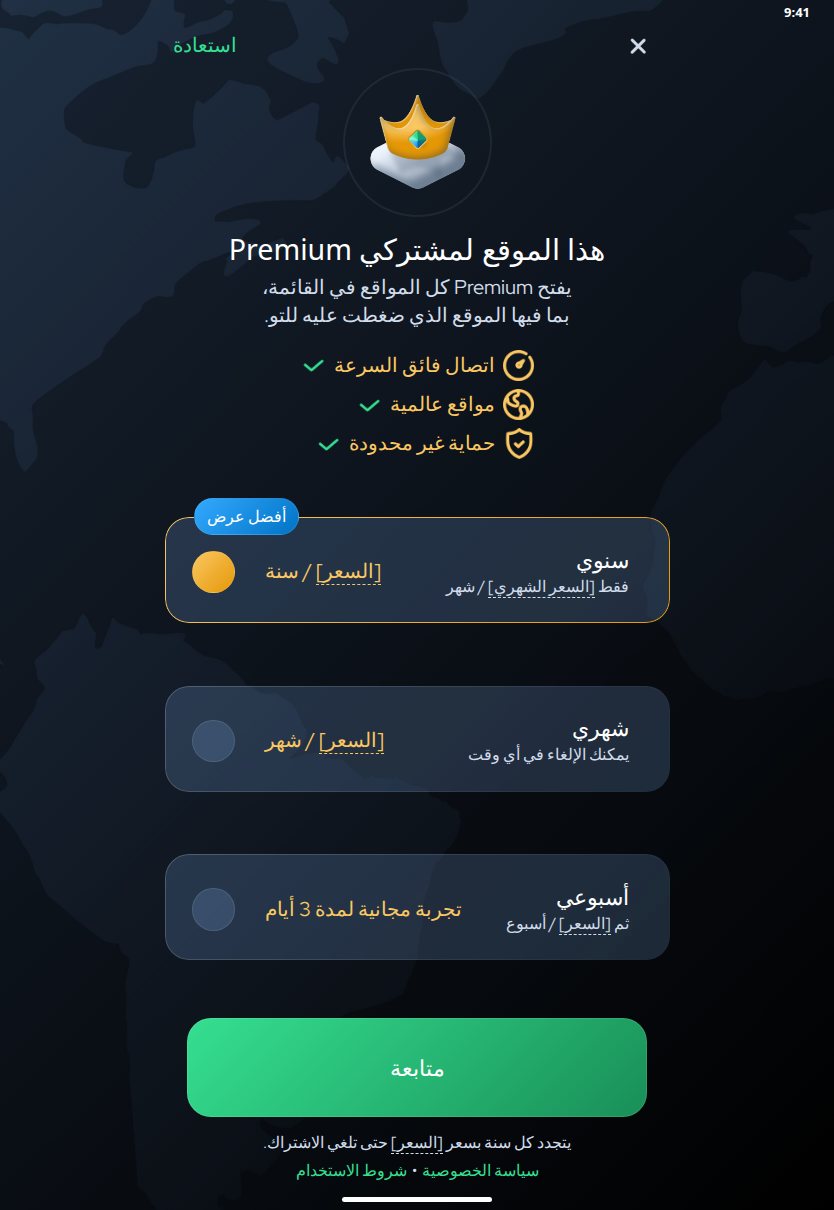 9:41
استعادة
هذا الموقع لمشتركي Premium
يفتح Premium كل المواقع في القائمة،
بما فيها الموقع الذي ضغطت عليه للتو.
اتصال فائق السرعة
مواقع عالمية
حماية غير محدودة
أفضل عرض
سنوي
فقط [السعر الشهري] / شهر
[السعر] / سنة
شهري
يمكنك الإلغاء في أي وقت
[السعر] / شهر
أسبوعي
ثم [السعر] / أسبوع
تجربة مجانية لمدة 3 أيام
متابعة
يتجدد كل سنة بسعر [السعر] حتى تلغي الاشتراك.
سياسة الخصوصية • شروط الاستخدام